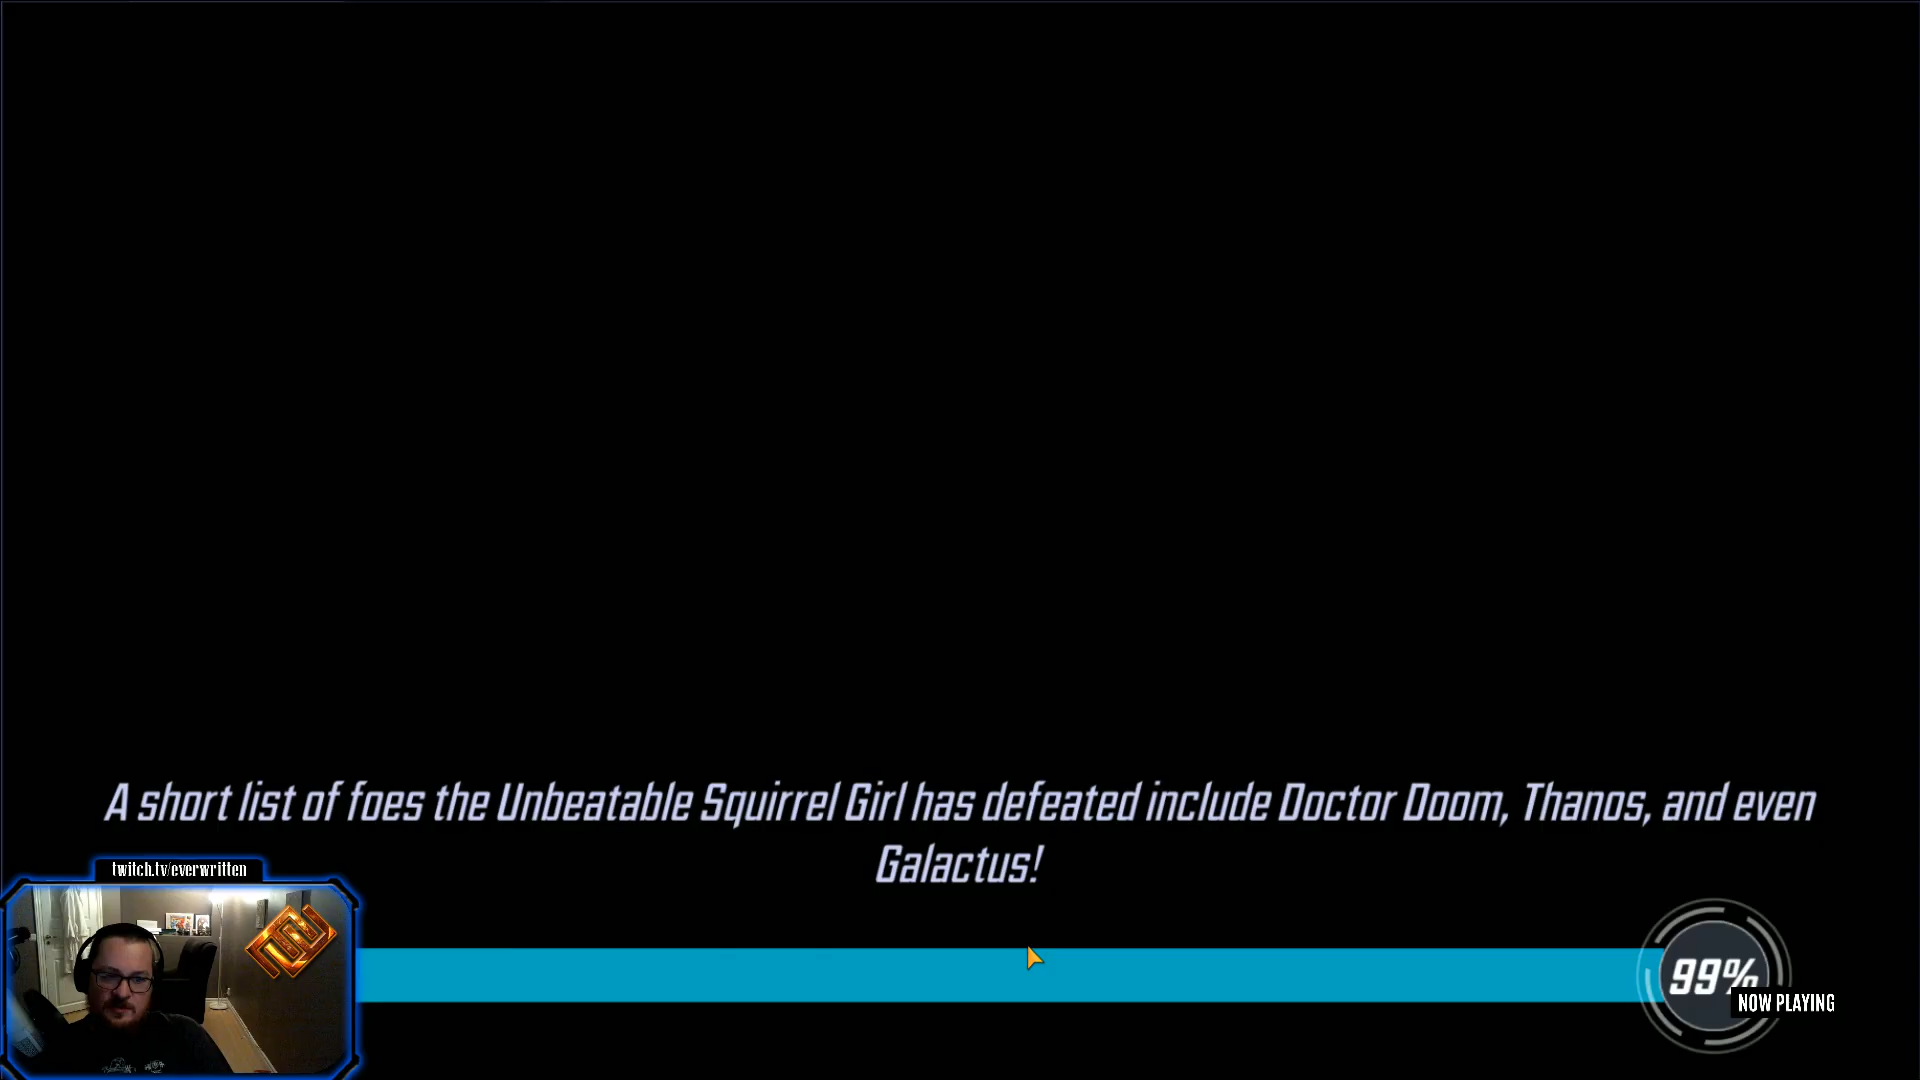 A short list of foes the Unbeatable Squirrel Girl has defeated include Doctor Doom, Thanos, and even
Galactus!
twitch.tv/everwritten
99%
NOW PLAYING